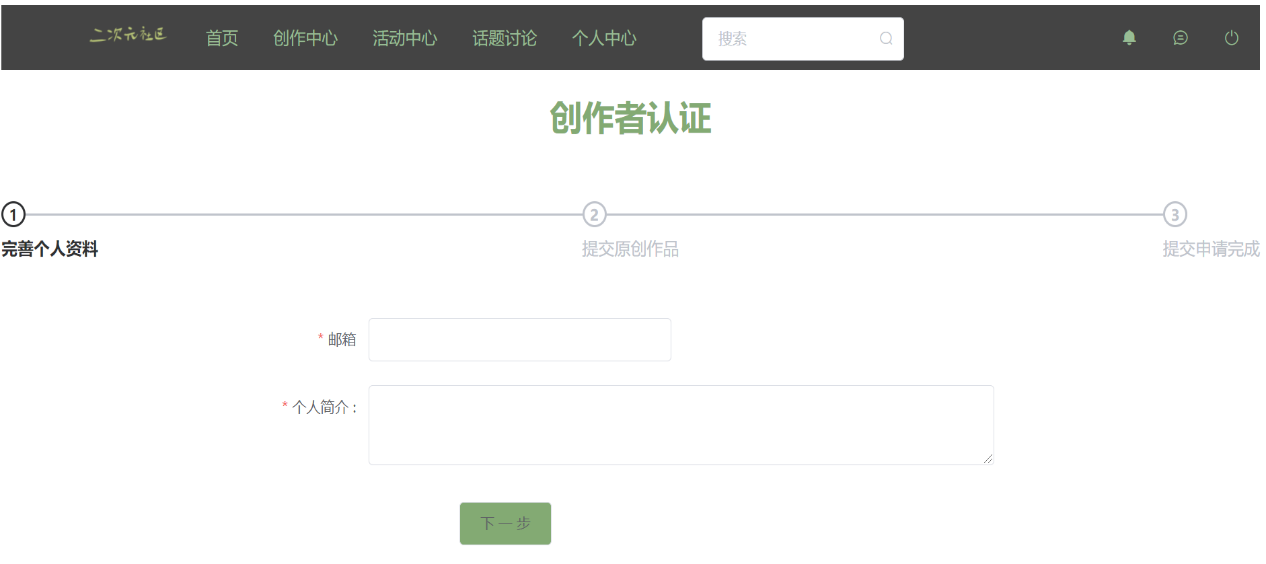 二次元社区 首页 创作中心 活动中心 话题讨论 个人中心 搜索
创作者认证
1 2 3
完善个人资料 提交原创作品 提交申请完成
* 邮箱
* 个人简介 :
下一步